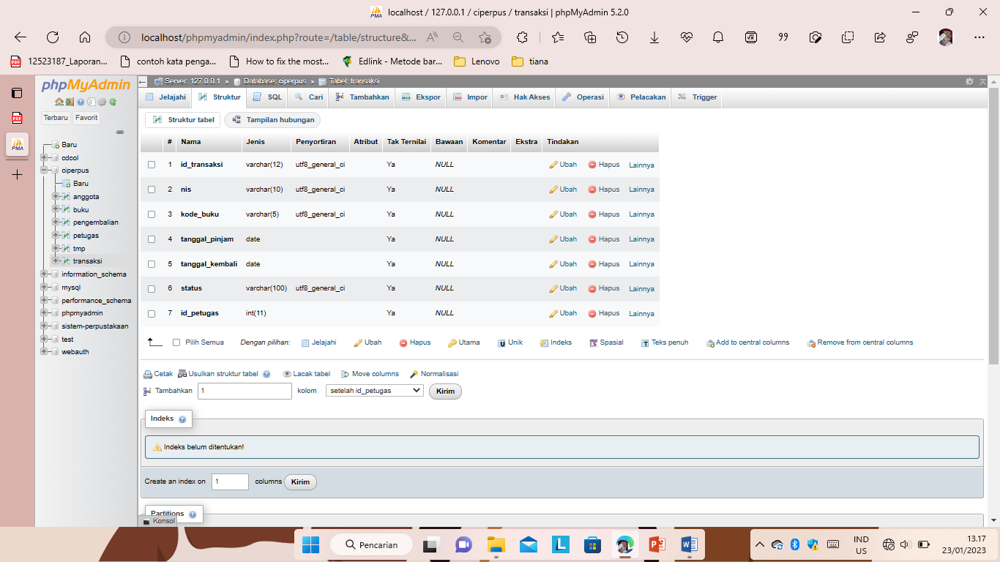 localhost / 127.0.0.1 / ciperpus / transaksi | phpMyAdmin 5.2.0
localhost/phpmyadmin/index.php?route=/table/structure&...
12523187_Laporan... contoh kata penga... How to fix the most... Edlink - Metode bar... Lenovo tiana
phpMyAdmin
Server: 127.0.0.1 » Database: ciperpus » Tabel: transaksi
Jelajahi Struktur SQL Cari Tambahkan Ekspor Impor Hak Akses Operasi Pelacakan Trigger
Terbaru Favorit
Struktur tabel Tampilan hubungan
Baru
cdcol
ciperpus
Baru
anggota
buku
pengembalian
petugas
tmp
transaksi
information_schema
mysql
performance_schema
phpmyadmin
sistem-perpustakaan
test
webauth
# Nama Jenis Penyortiran Atribut Tak Ternilai Bawaan Komentar Ekstra Tindakan
1 id_transaksi varchar(12) utf8_general_ci Ya NULL Ubah Hapus Lainnya
2 nis varchar(10) utf8_general_ci Ya NULL Ubah Hapus Lainnya
3 kode_buku varchar(5) utf8_general_ci Ya NULL Ubah Hapus Lainnya
4 tanggal_pinjam date Ya NULL Ubah Hapus Lainnya
5 tanggal_kembali date Ya NULL Ubah Hapus Lainnya
6 status varchar(100) utf8_general_ci Ya NULL Ubah Hapus Lainnya
7 id_petugas int(11) Ya NULL Ubah Hapus Lainnya
Pilih Semua Dengan pilihan: Jelajahi Ubah Hapus Utama Unik Indeks Spasial Teks penuh Add to central columns Remove from central columns
Cetak Usulkan struktur tabel Lacak tabel Move columns Normalisasi
Tambahkan 1 kolom setelah id_petugas Kirim
Indeks
Indeks belum ditentukan!
Create an index on 1 columns Kirim
Partitions
Konsol
Pencarian
IND
US
13.17
23/01/2023